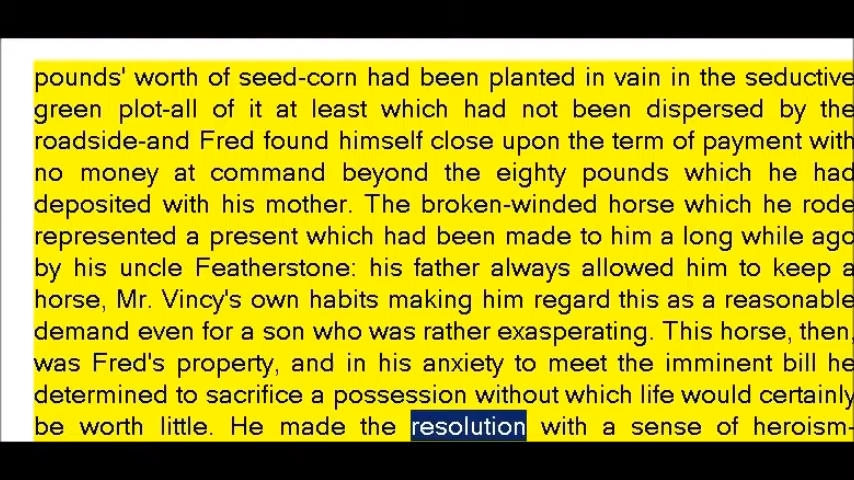 pounds' worth of seed-corn had been planted in vain in the seductive
green plot-all of it at least which had not been dispersed by the
roadside-and Fred found himself close upon the term of payment with
no money at command beyond the eighty pounds which he had
deposited with his mother. The broken-winded horse which he rode
represented a present which had been made to him a long while ago
by his uncle Featherstone: his father always allowed him to keep a
horse, Mr. Vincy's own habits making him regard this as a reasonable
demand even for a son who was rather exasperating. This horse, then,
was Fred's property, and in his anxiety to meet the imminent bill he
determined to sacrifice a possession without which life would certainly
be worth little. He made the resolution with a sense of heroism-